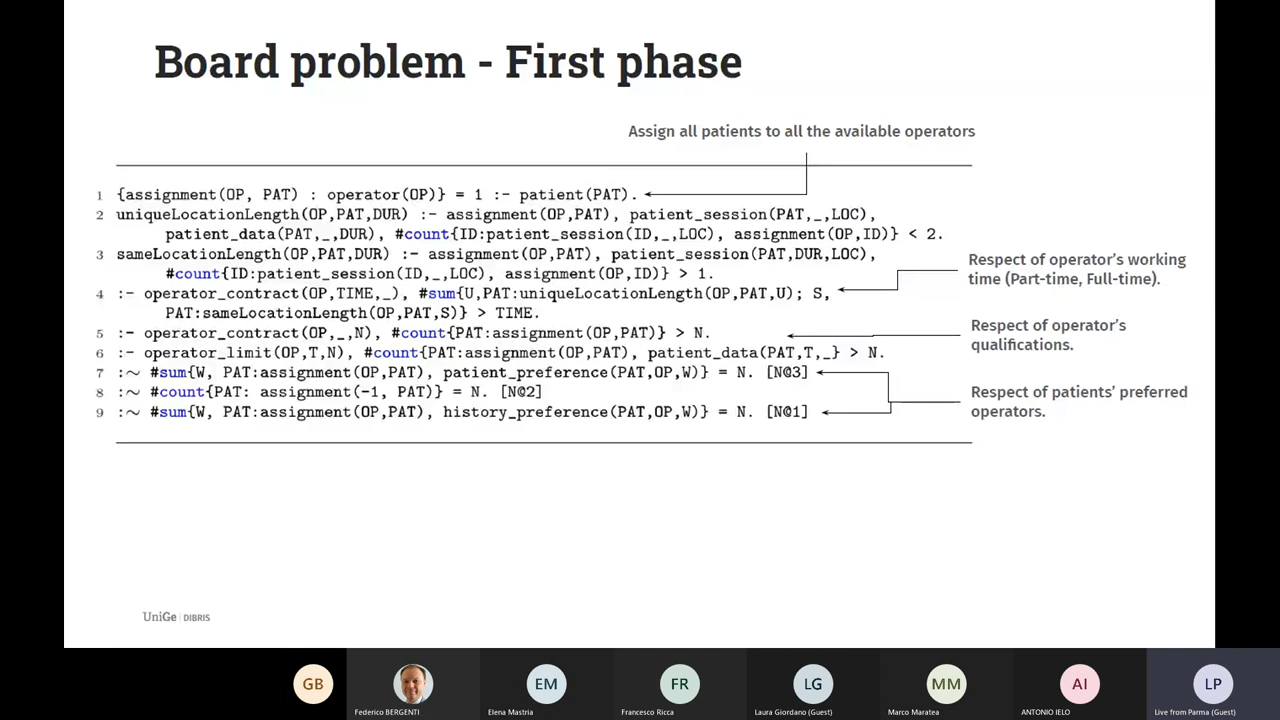 Board problem - First phase
Assign all patients to all the available operators
1 {assignment(OP, PAT) : operator(OP)} = 1 :- patient(PAT).
2 uniqueLocationLength(OP,PAT,DUR) :- assignment(OP,PAT), patient_session(PAT,_,LOC),
patient_data(PAT,_,DUR), #count{ID:patient_session(ID,_,LOC), assignment(OP,ID)} < 2.
3 sameLocationLength(OP,PAT,DUR) :- assignment(OP,PAT), patient_session(PAT,DUR,LOC),
#count{ID:patient_session(ID,_,LOC), assignment(OP,ID)} > 1.
4 :- operator_contract(OP,TIME,_), #sum{U,PAT:uniqueLocationLength(OP,PAT,U); S,
PAT:sameLocationLength(OP,PAT,S)} > TIME.
5 :- operator_contract(OP,_,N), #count{PAT:assignment(OP,PAT)} > N.
6 :- operator_limit(OP,T,N), #count{PAT:assignment(OP,PAT), patient_data(PAT,T,_} > N.
7 :~ #sum{W, PAT:assignment(OP,PAT), patient_preference(PAT,OP,W)} = N. [N@3]
8 :~ #count{PAT: assignment(-1, PAT)} = N. [N@2]
9 :~ #sum{W, PAT:assignment(OP,PAT), history_preference(PAT,OP,W)} = N. [N@1]
Respect of operator's working
time (Part-time, Full-time).
Respect of operator's
qualifications.
Respect of patients' preferred
operators.
UniGe | DIBRIS
GB
EM
FR
LG
MM
AI
LP
Federico BERGENTI
Elena Mastria
Francesco Ricca
Laura Giordano (Guest)
Marco Maratea
ANTONIO IELO
Live from Parma (Guest)